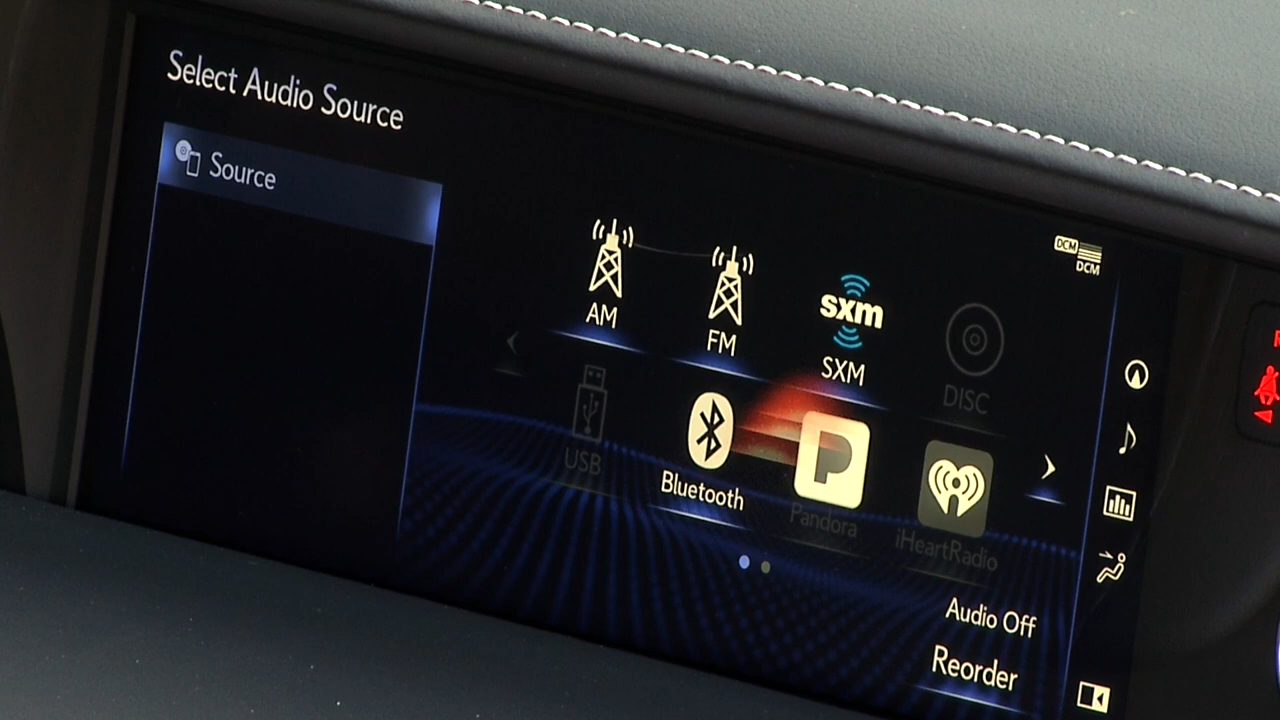 Select Audio Source
Source
DCM
DCM
AM
FM
sxm
SXM
DISC
USB
Bluetooth
P
Pandora
iHeartRadio
Audio Off
Reorder